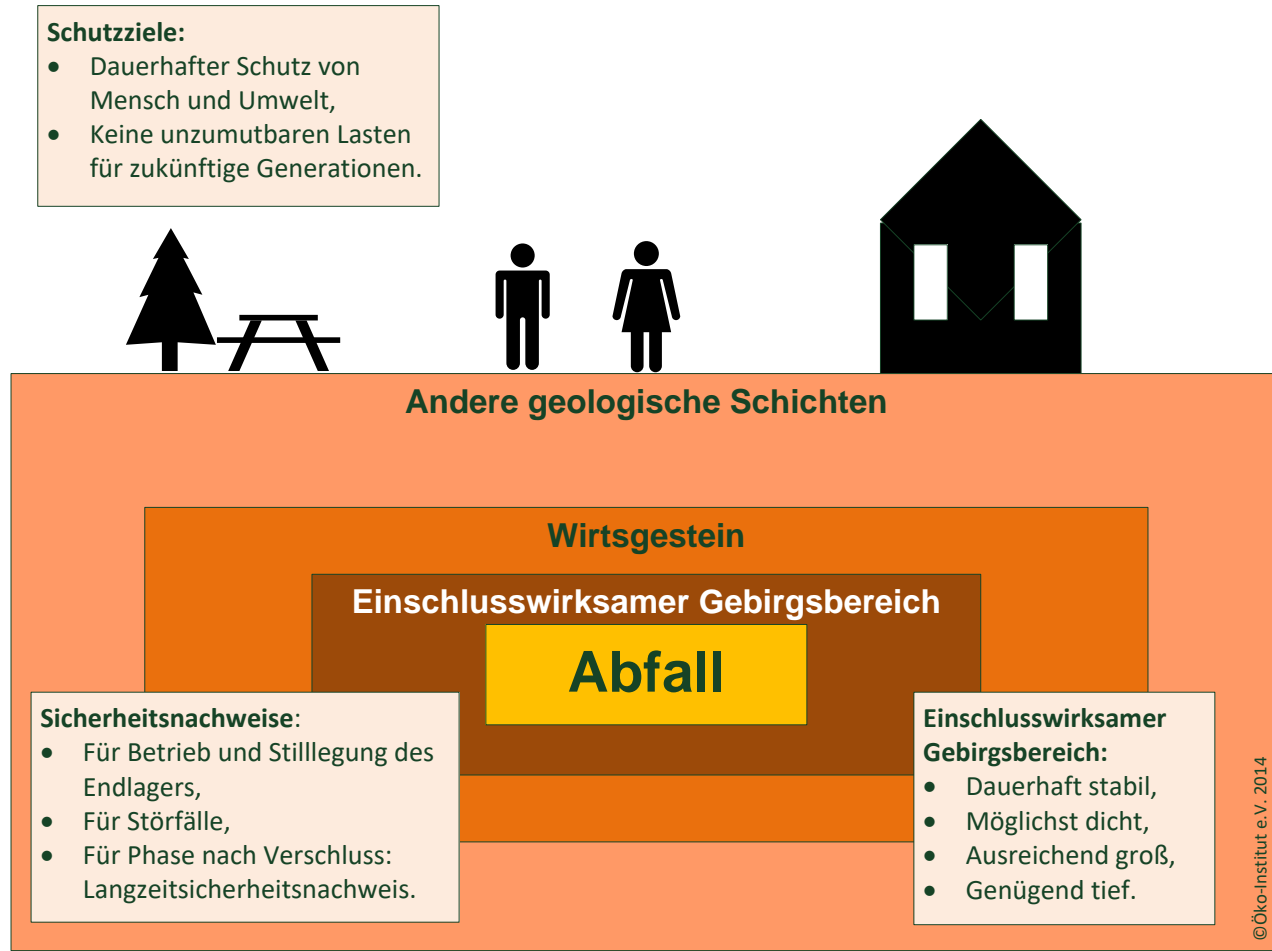 Schutzziele:
• Dauerhafter Schutz von
Mensch und Umwelt,
• Keine unzumutbaren Lasten
für zukünftige Generationen.
Andere geologische Schichten
Wirtsgestein
Einschlusswirksamer Gebirgsbereich
Abfall
Sicherheitsnachweise:
• Für Betrieb und Stilllegung des
Endlagers,
• Für Störfälle,
• Für Phase nach Verschluss:
Langzeitsicherheitsnachweis.
Einschlusswirksamer
Gebirgsbereich:
• Dauerhaft stabil,
• Möglichst dicht,
• Ausreichend groß,
• Genügend tief.
©Öko-Institut e.V. 2014